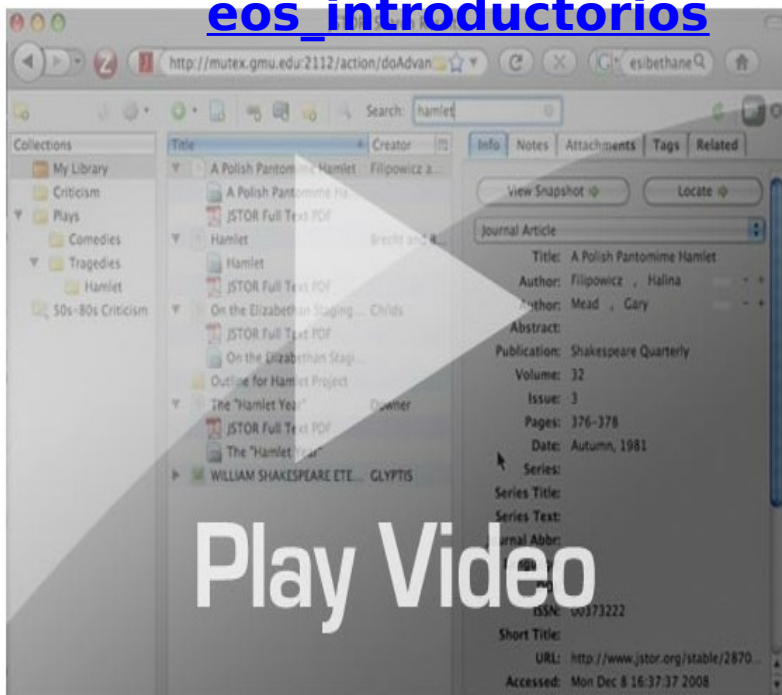 eos_introductorios
http://mutex.gmu.edu:2112/action/doAdvan
esibethane
Search: hamlet
Collections
My Library
Criticism
Plays
Comedies
Tragedies
Hamlet
50s-80s Criticism
Title Creator
A Polish Pantomime Hamlet Filipowicz a...
A Polish Pantomime Ha...
JSTOR Full Text PDF
Hamlet Brecht and B...
Hamlet
JSTOR Full Text PDF
On the Elizabethan Staging ... Childs
JSTOR Full Text PDF
On the Elizabethan Stagi...
Outline for Hamlet Project
The "Hamlet Year" Downer
JSTOR Full Text PDF
The "Hamlet Year"
WILLIAM SHAKESPEARE ETE... GLYPTIS
Info Notes Attachments Tags Related
View Snapshot Locate
Journal Article
Title: A Polish Pantomime Hamlet
Author: Filipowicz , Halina
Author: Mead , Gary
Abstract:
Publication: Shakespeare Quarterly
Volume: 32
Issue: 3
Pages: 376-378
Date: Autumn, 1981
Series:
Series Title:
Series Text:
Journal Abbr:
ISSN: 00373222
Short Title:
URL: http://www.jstor.org/stable/2870...
Accessed: Mon Dec 8 16:37:37 2008
Play Video